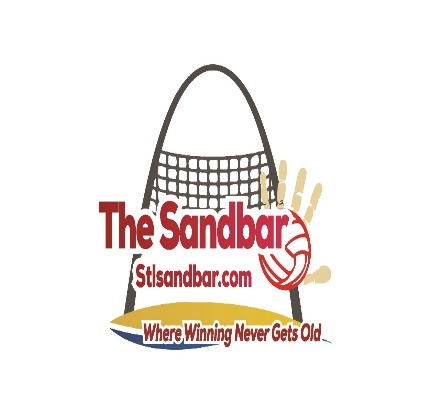 The Sandbar
Stlsandbar.com
Where Winning Never Gets Old